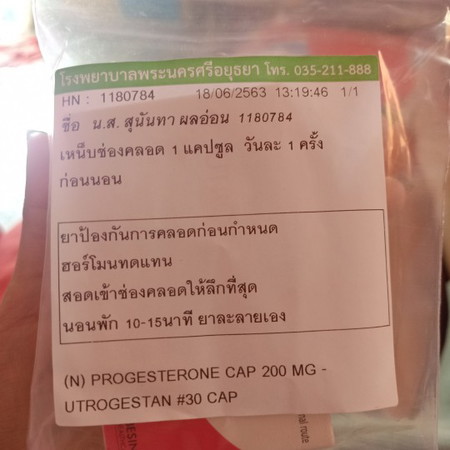 โรงพยาบาลพระนครศรีอยุธยา โทร. 035-211-888
HN : 1180784 18/06/2563 13:19:46 1/1
ชื่อ น.ส. สุนันทา ผลอ่อน 1180784
เหน็บช่องคลอด 1 แคปซูล วันละ 1 ครั้ง
ก่อนนอน
ยาป้องกันการคลอดก่อนกำหนด
ฮอร์โมนทดแทน
สอดเข้าช่องคลอดให้ลึกที่สุด
นอนพัก 10-15นาที ยาละลายเอง
(N) PROGESTERONE CAP 200 MG -
UTROGESTAN #30 CAP